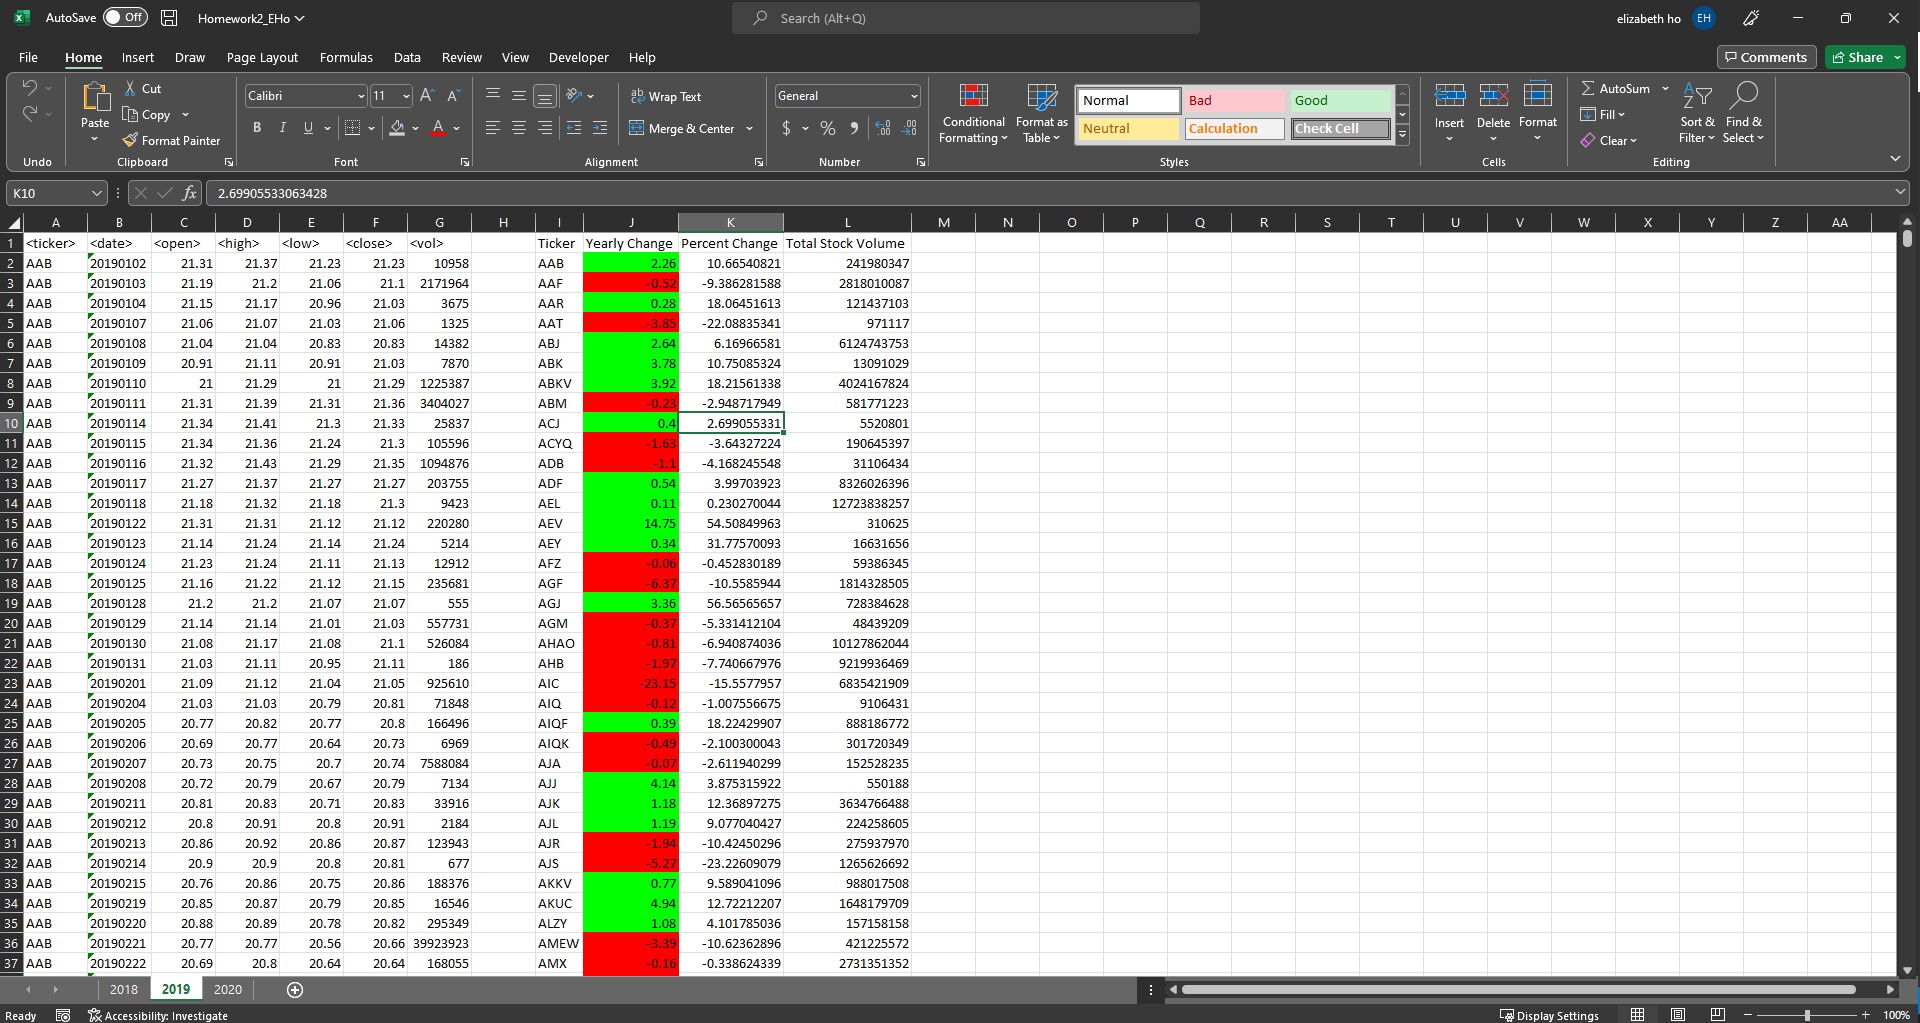 AutoSave Off Homework2_EHo Search (Alt+Q) elizabeth ho EH
File Home Insert Draw Page Layout Formulas Data Review View Developer Help Comments Share
Cut Calibri 11 A A Wrap Text General Normal Bad Good AutoSum
Paste Copy Conditional Formatting Format as Table Insert Delete Format Fill Sort & Filter Find & Select
Format Painter B I U A Merge & Center $ % Neutral Calculation Check Cell Clear
Undo Clipboard Font Alignment Number Styles Cells Editing
K10 fx 2.69905533063428
A B C D E F G H I J K L M N O P Q R S T U V W X Y Z AA
1 <ticker> <date> <open> <high> <low> <close> <vol> Ticker Yearly Change Percent Change Total Stock Volume
2 AAB 20190102 21.31 21.37 21.23 21.23 10958 AAB 2.26 10.66540821 241980347
3 AAB 20190103 21.19 21.2 21.06 21.1 2171964 AAF -0.52 -9.386281588 2818010087
4 AAB 20190104 21.15 21.17 20.96 21.03 3675 AAR 0.28 18.06451613 121437103
5 AAB 20190107 21.06 21.07 21.03 21.06 1325 AAT -3.85 -22.08835341 971117
6 AAB 20190108 21.04 21.04 20.83 20.83 14382 ABJ 2.64 6.16966581 6124743753
7 AAB 20190109 20.91 21.11 20.91 21.03 7870 ABK 3.78 10.75085324 13091029
8 AAB 20190110 21 21.29 21 21.29 1225387 ABKV 3.92 18.21561338 4024167824
9 AAB 20190111 21.31 21.39 21.31 21.36 3404027 ABM -0.23 -2.948717949 581771223
10 AAB 20190114 21.34 21.41 21.3 21.33 25837 ACJ 0.4 2.699055331 5520801
11 AAB 20190115 21.34 21.36 21.24 21.3 105596 ACYQ -1.63 -3.64327224 190645397
12 AAB 20190116 21.32 21.43 21.29 21.35 1094876 ADB -1.1 -4.168245548 31106434
13 AAB 20190117 21.27 21.37 21.27 21.27 203755 ADF 0.54 3.99703923 8326026396
14 AAB 20190118 21.18 21.32 21.18 21.3 9423 AEL 0.11 0.230270044 12723838257
15 AAB 20190122 21.31 21.31 21.12 21.12 220280 AEV 14.75 54.50849963 310625
16 AAB 20190123 21.14 21.24 21.14 21.24 5214 AEY 0.34 31.77570093 16631656
17 AAB 20190124 21.23 21.24 21.11 21.13 12912 AFZ -0.06 -0.452830189 59386345
18 AAB 20190125 21.16 21.22 21.12 21.15 235681 AGF -6.37 -10.5585944 1814328505
19 AAB 20190128 21.2 21.2 21.07 21.07 555 AGJ 3.36 56.56565657 728384628
20 AAB 20190129 21.14 21.14 21.01 21.03 557731 AGM -0.37 -5.331412104 48439209
21 AAB 20190130 21.08 21.17 21.08 21.1 526084 AHAO -0.81 -6.940874036 10127862044
22 AAB 20190131 21.03 21.11 20.95 21.11 186 AHB -1.97 -7.740667976 9219936469
23 AAB 20190201 21.09 21.12 21.04 21.05 925610 AIC -23.15 -15.5577957 6835421909
24 AAB 20190204 21.03 21.03 20.79 20.81 71848 AIQ -0.12 -1.007556675 9106431
25 AAB 20190205 20.77 20.82 20.77 20.8 166496 AIQF 0.39 18.22429907 888186772
26 AAB 20190206 20.69 20.77 20.64 20.73 6969 AIQK -0.49 -2.100300043 301720349
27 AAB 20190207 20.73 20.75 20.7 20.74 7588084 AJA -0.07 -2.611940299 152528235
28 AAB 20190208 20.72 20.79 20.67 20.79 7134 AJJ 4.14 3.875315922 550188
29 AAB 20190211 20.81 20.83 20.71 20.83 33916 AJK 1.18 12.36897275 3634766488
30 AAB 20190212 20.8 20.91 20.8 20.91 2184 AJL 1.19 9.077040427 224258605
31 AAB 20190213 20.86 20.92 20.86 20.87 123943 AJR -1.94 -10.42450296 275937970
32 AAB 20190214 20.9 20.9 20.8 20.81 677 AJS -5.27 -23.22609079 1265626692
33 AAB 20190215 20.76 20.86 20.75 20.86 188376 AKKV 0.77 9.589041096 988017508
34 AAB 20190219 20.85 20.87 20.79 20.85 16546 AKUC 4.94 12.72212207 1648179709
35 AAB 20190220 20.88 20.89 20.78 20.82 295349 ALZY 1.08 4.101785036 157158158
36 AAB 20190221 20.77 20.77 20.56 20.66 39923923 AMEW -3.39 -10.62362896 421225572
37 AAB 20190222 20.69 20.8 20.64 20.64 168055 AMX -0.16 -0.338624339 2731351352
2018 2019 2020
Ready Accessibility: Investigate Display Settings 100%